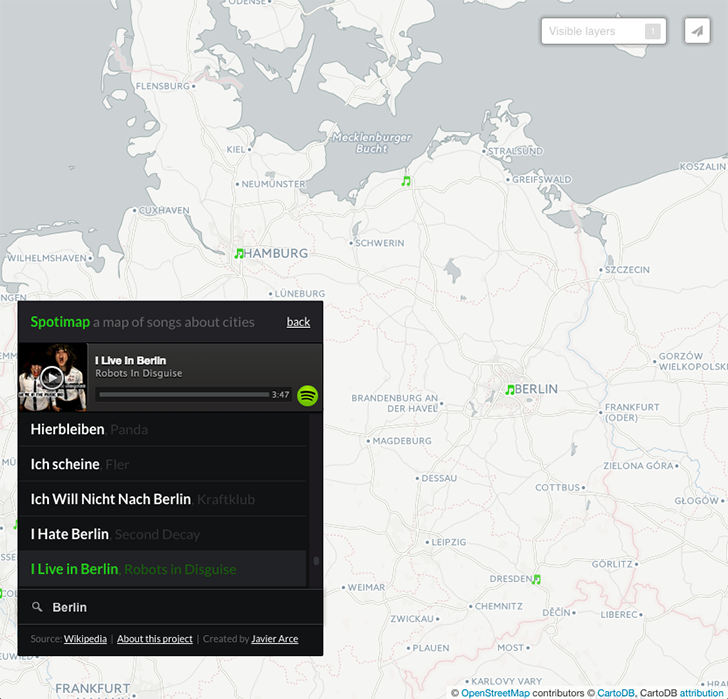 ODENSE
Visible layers 1
FLENSBURG
Mecklenburger
Bucht
KIEL
STRALSUND
KOSZALIN
NEUMÜNSTER
GREIFSWALD
CUXHAVEN
SCHWERIN
HAMBURG
WILHELMSHAVEN
SZCZECIN
LÜNEBURG
Spotimap a map of songs about cities back
I Live In Berlin
Robots In Disguise
3:47
Hierbleiben, Panda
Ich scheine, Fler
Ich Will Nicht Nach Berlin, Kraftklub
I Hate Berlin, Second Decay
I Live in Berlin, Robots in Disguise
Berlin
Source: Wikipedia | About this project | Created by Javier Arce
GORZÓW
WIELKOPOLSKI
BERLIN
BRANDENBURG AN
DER HAVEL
FRANKFURT
(ODER)
MAGDEBURG
ZIELONA GÓRA
DESSAU
COTTBUS
GŁOGÓW
LEIPZIG
GÖRLITZ
DRESDEN
WEIMAR
CHEMNITZ
DĚČÍN
LIBEREC
ZWICKAU
PLAUEN
MOST
KARLOVY VARY
FRANKFURT
© OpenStreetMap contributors © CartoDB, CartoDB attribution